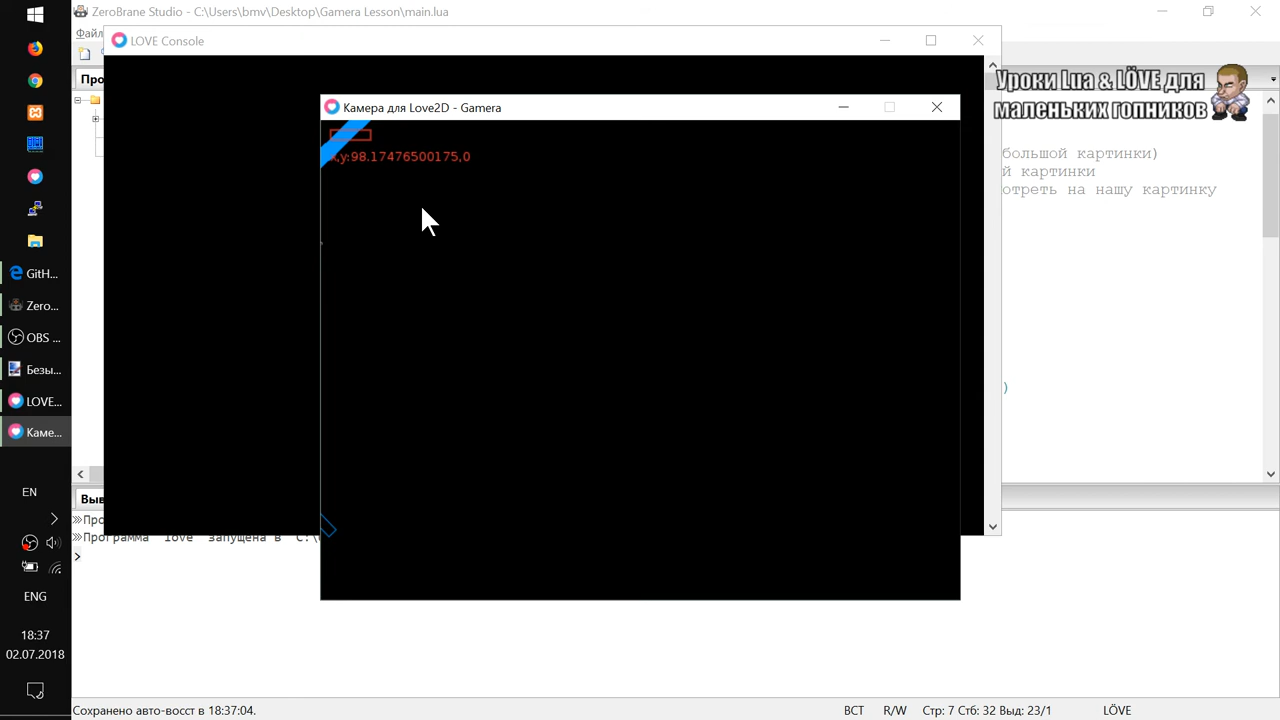 ZeroBrane Studio - C:\Users\bmv\Desktop\Gamera Lesson\main.lua
Файл
LOVE Console
Про
Камера для Love2D - Gamera
x,y:98.17476500175,0
Уроки Lua & LÖVE для
маленьких гопников
большой картинки)
й картинки
отреть на нашу картинку
)
GitH...
Zero...
OBS ...
Безы...
LOVE...
Каме...
EN
Выв
Про
Программа 'love' запущена в 'C:\
>
ENG
18:37
02.07.2018
Сохранено авто-восст в 18:37:04.
ВСТ
R/W
Стр: 7 Стб: 32 Выд: 23/1
LÖVE